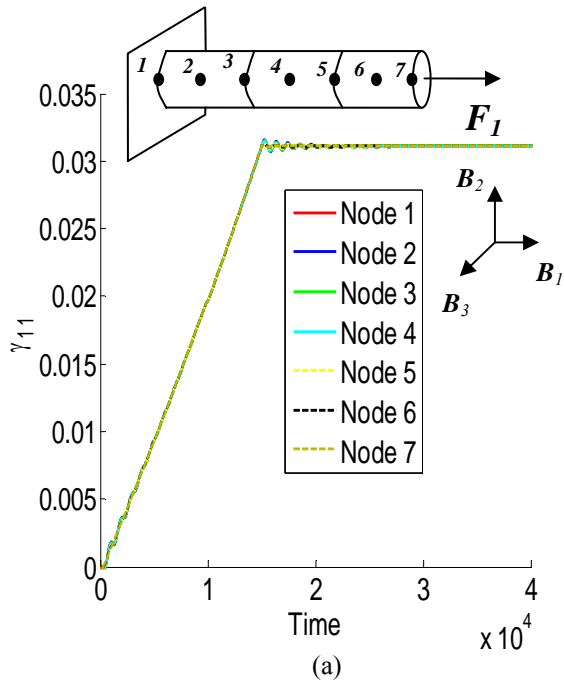 1 2 3 4 5 6 7
F1
B2
B1
B3
0.035
0.03
0.025
0.02
0.015
0.01
0.005
0
γ11
Node 1
Node 2
Node 3
Node 4
Node 5
Node 6
Node 7
0 1 2 3 4
Time
x 10^4
(a)